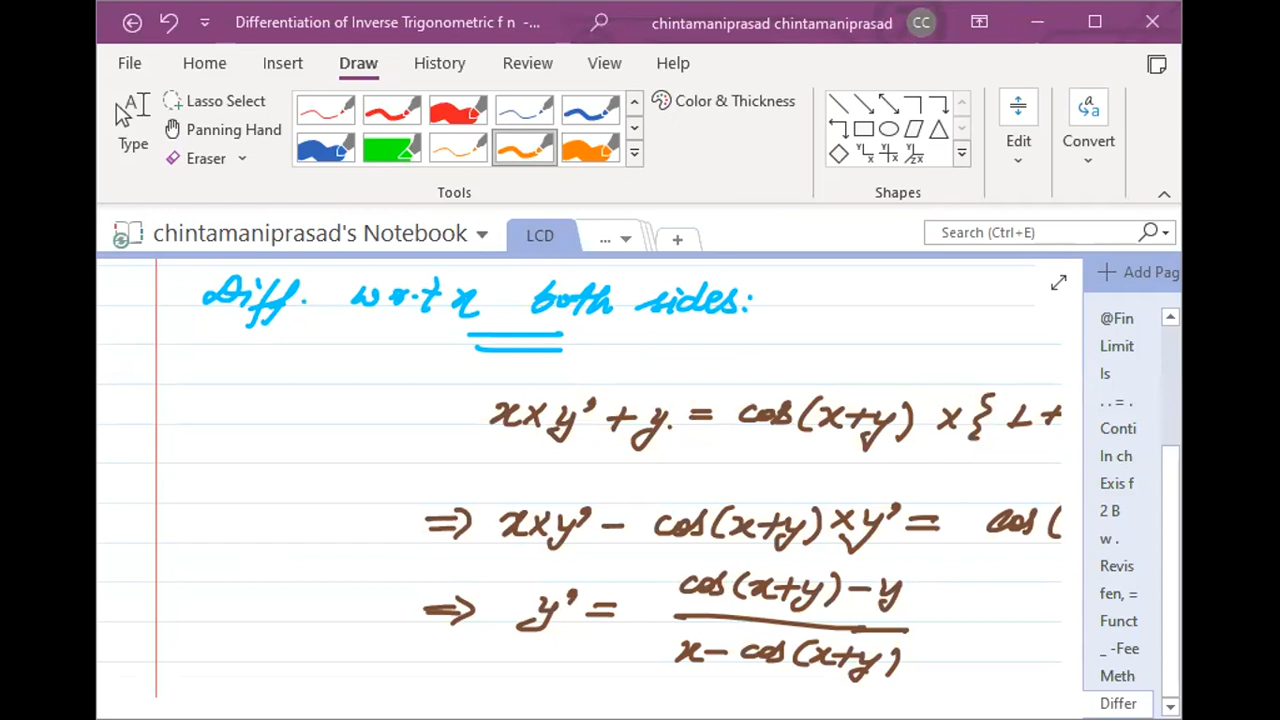 Differentiation of Inverse Trigonometric f n -...
chintamaniprasad chintamaniprasad
CC
File Home Insert Draw History Review View Help
Type
Lasso Select
Panning Hand
Eraser
Color & Thickness
Edit
Convert
Tools
Shapes
chintamaniprasad's Notebook
LCD
...
Search (Ctrl+E)
Add Pag
@Fin
Limit
Is
. . = .
Conti
In ch
Exis f
2 B
w .
Revis
fen, =
Funct
_ -Fee
Meth
Differ
Diff. w.r.t x both sides:
x×y' + y. = cos(x+y) ×{ 1 +
=> x×y' - cos(x+y)×y' = cos(
=> y' = \frac{cos(x+y) - y}{x - cos(x+y)}